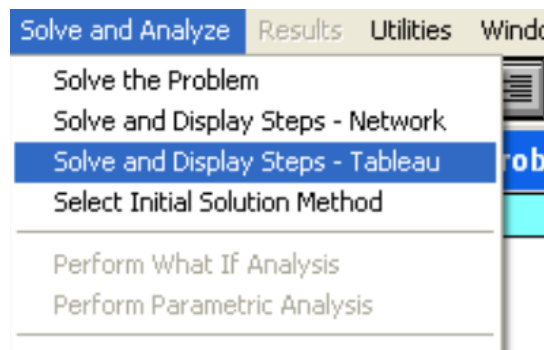 Solve and Analyze Results Utilities
Solve the Problem
Solve and Display Steps - Network
Solve and Display Steps - Tableau
Select Initial Solution Method
Perform What If Analysis
Perform Parametric Analysis